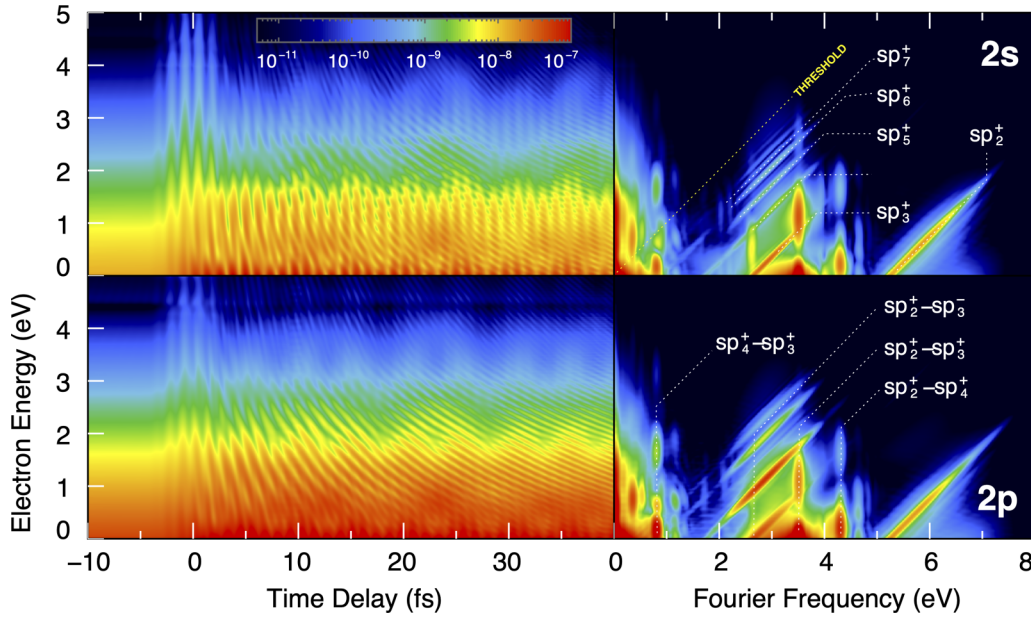 5
4
3
2
1
0
10⁻¹¹ 10⁻¹⁰ 10⁻⁹ 10⁻⁸ 10⁻⁷
THRESHOLD
2s
sp₇⁺
sp₆⁺
sp₅⁺
sp₃⁺
sp₂⁺
Electron Energy (eV)
4
3
2
1
0
sp₄⁺–sp₃⁺
sp₂⁺–sp₃⁻
sp₂⁺–sp₃⁺
sp₂⁺–sp₄⁺
2p
−10 0 10 20 30 0 2 4 6 8
Time Delay (fs)
Fourier Frequency (eV)